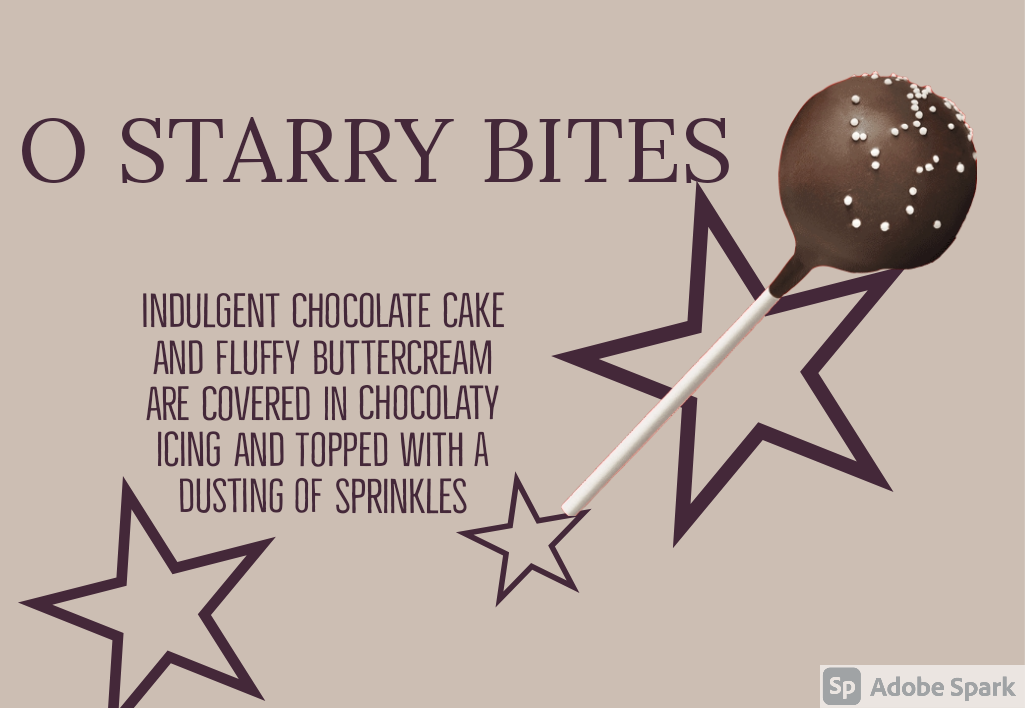 O STARRY BITES
INDULGENT CHOCOLATE CAKE
AND FLUFFY BUTTERCREAM
ARE COVERED IN CHOCOLATY
ICING AND TOPPED WITH A
DUSTING OF SPRINKLES
Sp Adobe Spark